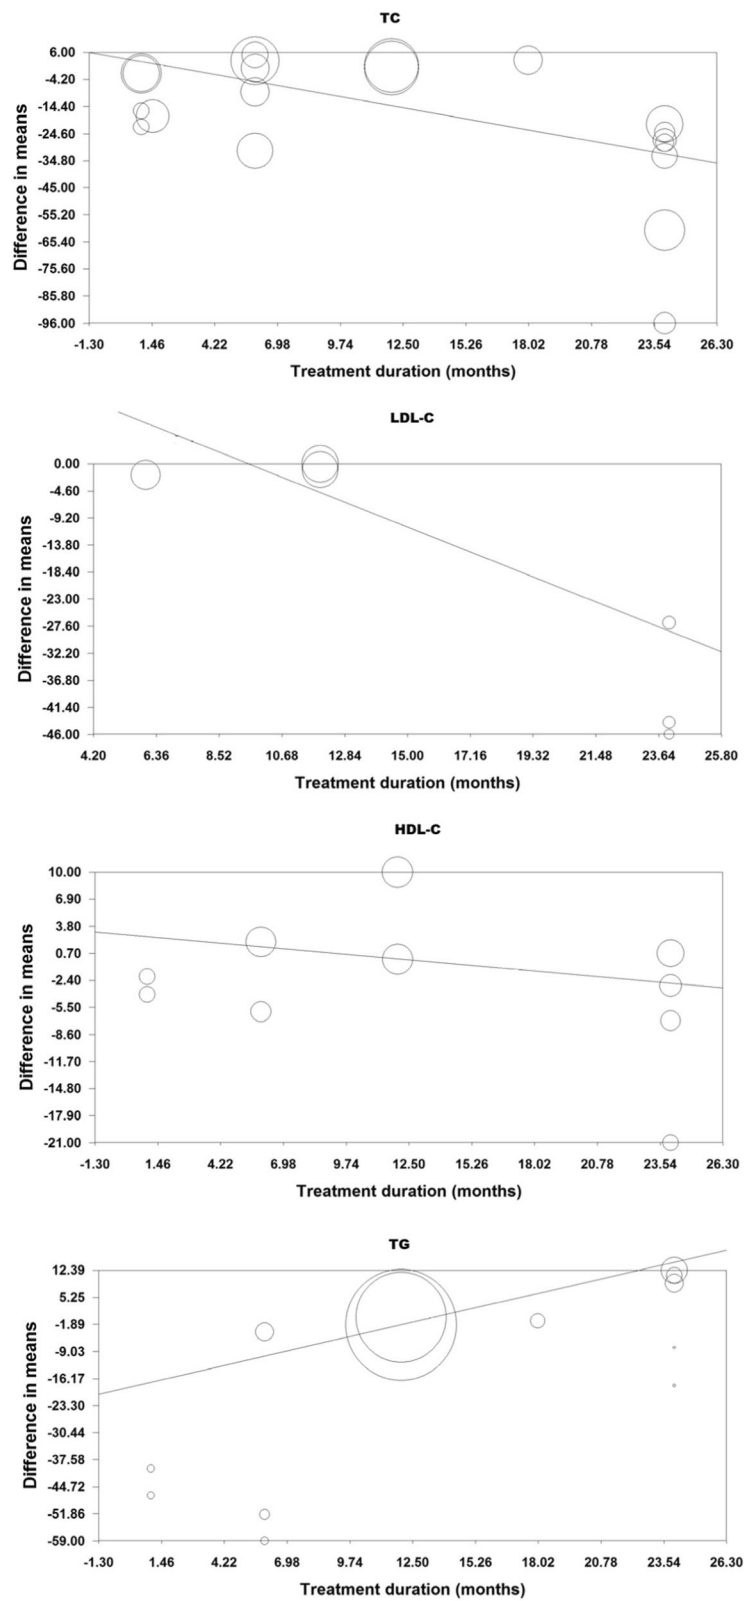 TC
Difference in means
6.00
-4.20
-14.40
-24.60
-34.80
-45.00
-55.20
-65.40
-75.60
-85.80
-96.00
-1.30 1.46 4.22 6.98 9.74 12.50 15.26 18.02 20.78 23.54 26.30
Treatment duration (months)
LDL-C
Difference in means
0.00
-4.60
-9.20
-13.80
-18.40
-23.00
-27.60
-32.20
-36.80
-41.40
-46.00
4.20 6.36 8.52 10.68 12.84 15.00 17.16 19.32 21.48 23.64 25.80
Treatment duration (months)
HDL-C
Difference in means
10.00
6.90
3.80
0.70
-2.40
-5.50
-8.60
-11.70
-14.80
-17.90
-21.00
-1.30 1.46 4.22 6.98 9.74 12.50 15.26 18.02 20.78 23.54 26.30
Treatment duration (months)
TG
Difference in means
12.39
5.25
-1.89
-9.03
-16.17
-23.30
-30.44
-37.58
-44.72
-51.86
-59.00
-1.30 1.46 4.22 6.98 9.74 12.50 15.26 18.02 20.78 23.54 26.30
Treatment duration (months)